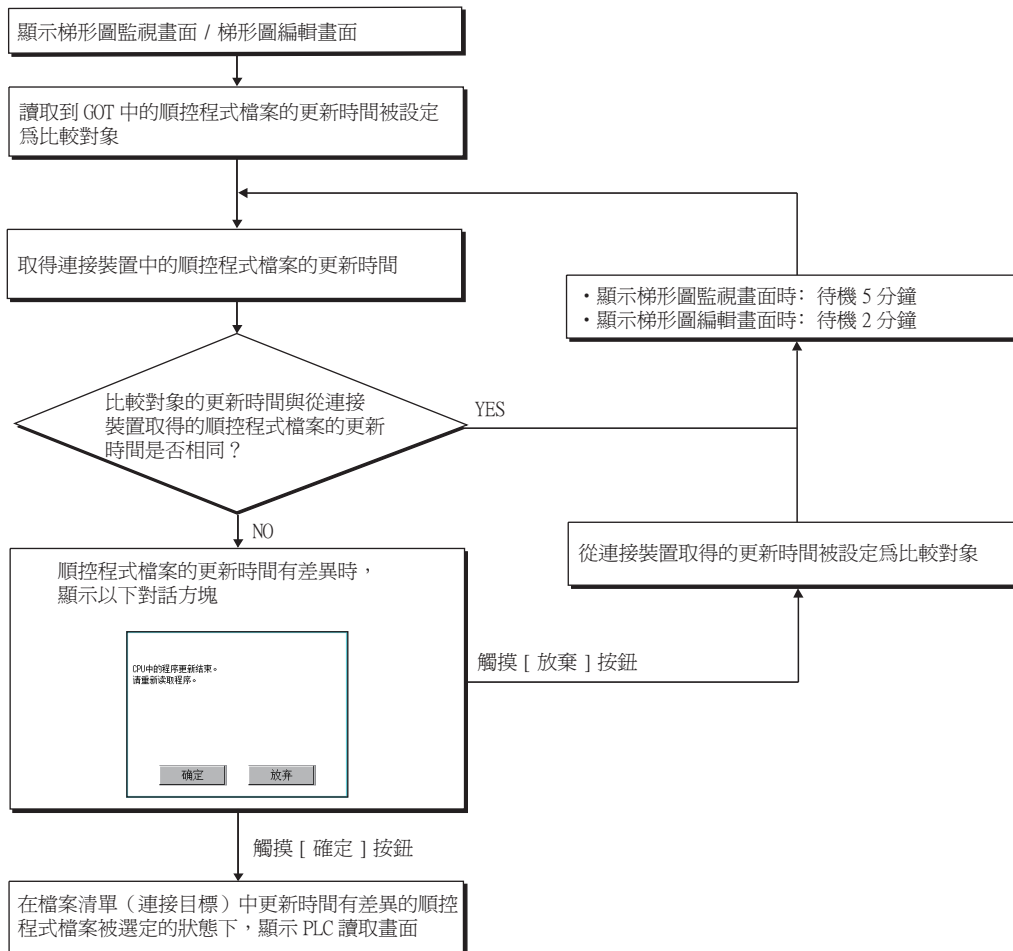 顯示梯形圖監視畫面 / 梯形圖編輯畫面
讀取到 GOT 中的順控程式檔案的更新時間被設定
爲比較對象
取得連接裝置中的順控程式檔案的更新時間
・顯示梯形圖監視畫面時： 待機 5 分鐘
・顯示梯形圖編輯畫面時： 待機 2 分鐘
比較對象的更新時間與從連接
裝置取得的順控程式檔案的更新
時間是否相同？
YES
NO
從連接裝置取得的更新時間被設定爲比較對象
順控程式檔案的更新時間有差異時，
顯示以下對話方塊
CPU中的程序更新结束。
请重新读取程序。
确定
放弃
觸摸 [ 放棄 ] 按鈕
觸摸 [ 確定 ] 按鈕
在檔案清單（連接目標）中更新時間有差異的順控
程式檔案被選定的狀態下，顯示 PLC 讀取畫面